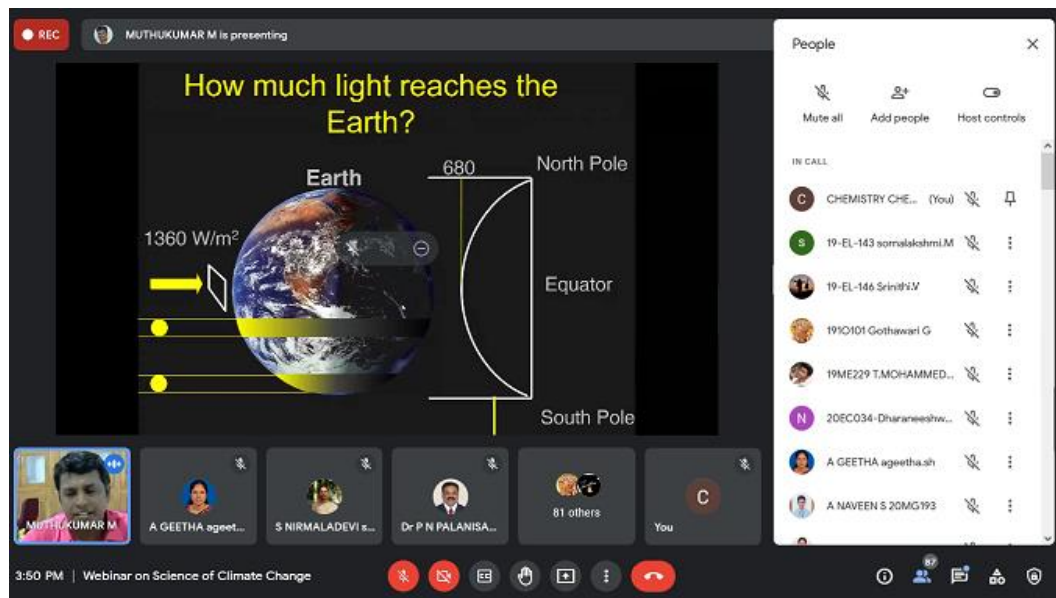 REC
MUTHUKUMAR M is presenting
How much light reaches the
Earth?
Earth
680
North Pole
1360 W/m²
Equator
South Pole
People
Mute all
Add people
Host controls
IN CALL
C
CHEMISTRY CHE... (You)
S
19-EL-143 somalakshmi.M
19-EL-146 Srinithi.V
191O101 Gothawari G
19ME229 T.MOHAMMED...
N
20EC034-Dharaneeshw...
A GEETHA ageetha.sh
A NAVEEN S 20MG193
MUTHUKUMAR M
A GEETHA ageet...
S NIRMALADEVI s...
Dr P N PALANISA...
81 others
C
You
3:50 PM | Webinar on Science of Climate Change
87